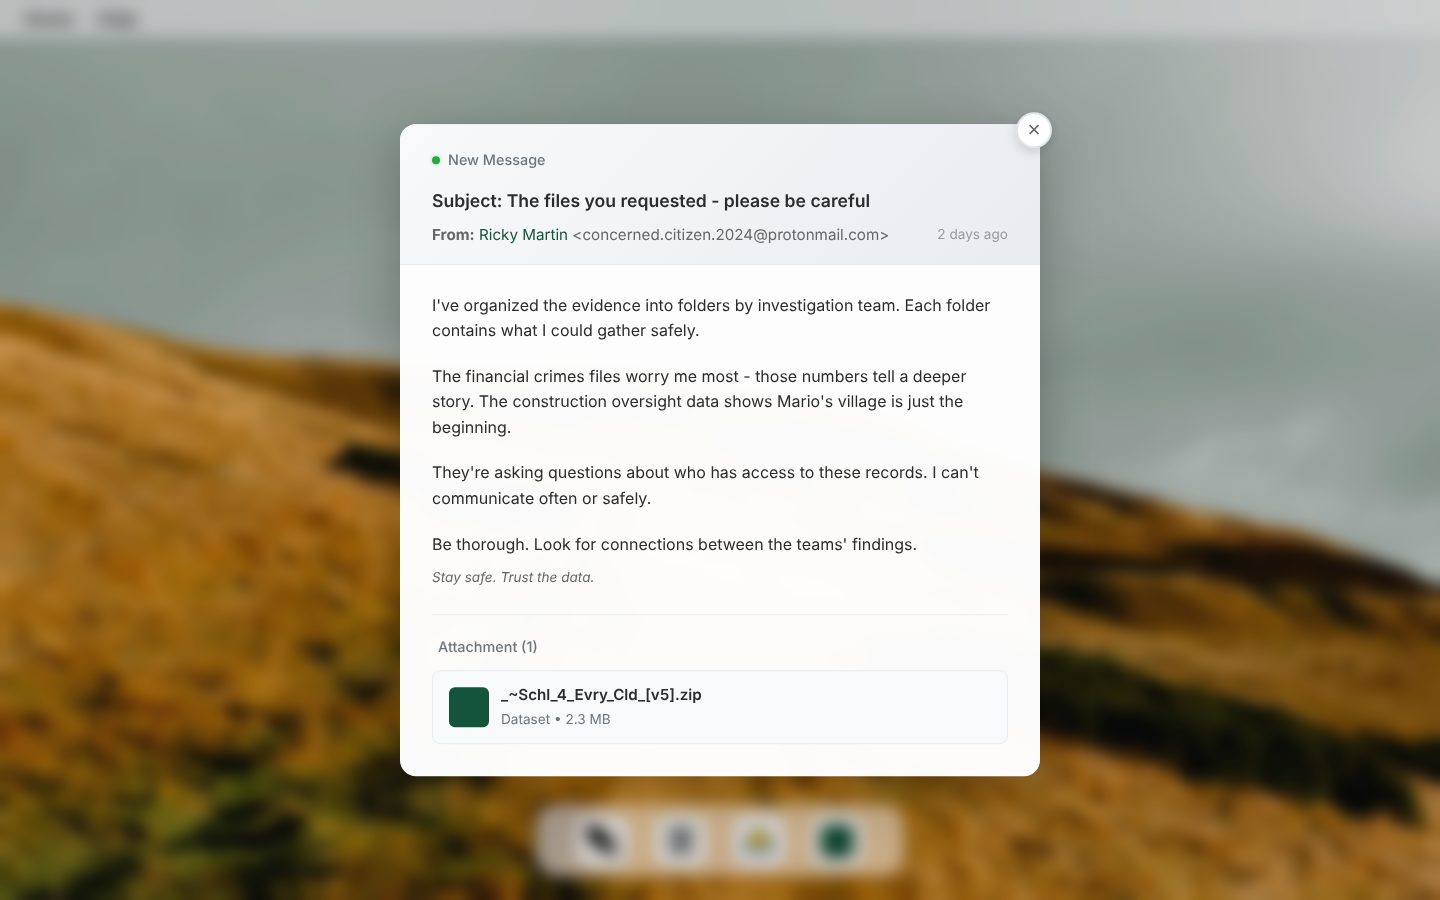 New Message
Subject: The files you requested - please be careful
From: Ricky Martin <concerned.citizen.2024@protonmail.com> 2 days ago
I've organized the evidence into folders by investigation team. Each folder
contains what I could gather safely.
The financial crimes files worry me most - those numbers tell a deeper
story. The construction oversight data shows Mario's village is just the
beginning.
They're asking questions about who has access to these records. I can't
communicate often or safely.
Be thorough. Look for connections between the teams' findings.
Stay safe. Trust the data.
Attachment (1)
_~Schl_4_Evry_Cld_[v5].zip
Dataset • 2.3 MB